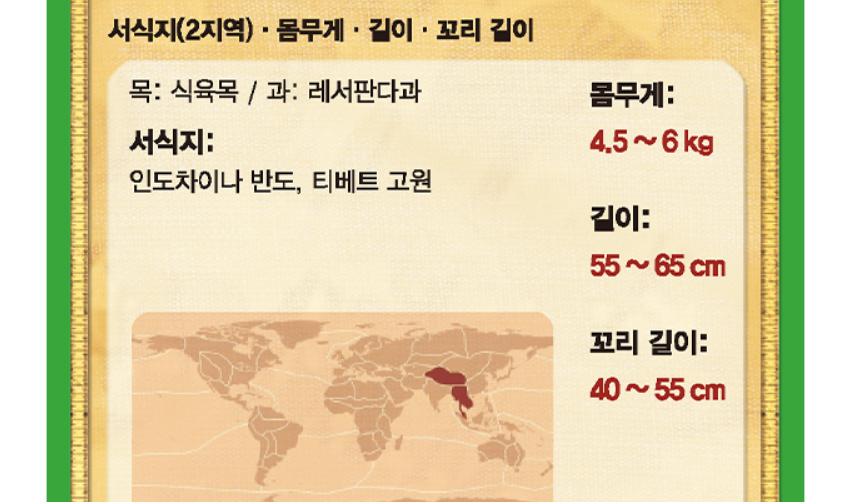 서식지(2지역) · 몸무게 · 길이 · 꼬리 길이
목: 식육목 / 과: 레서판다과
서식지:
인도차이나 반도, 티베트 고원
몸무게:
4.5 ~ 6 kg
길이:
55 ~ 65 cm
꼬리 길이:
40 ~ 55 cm